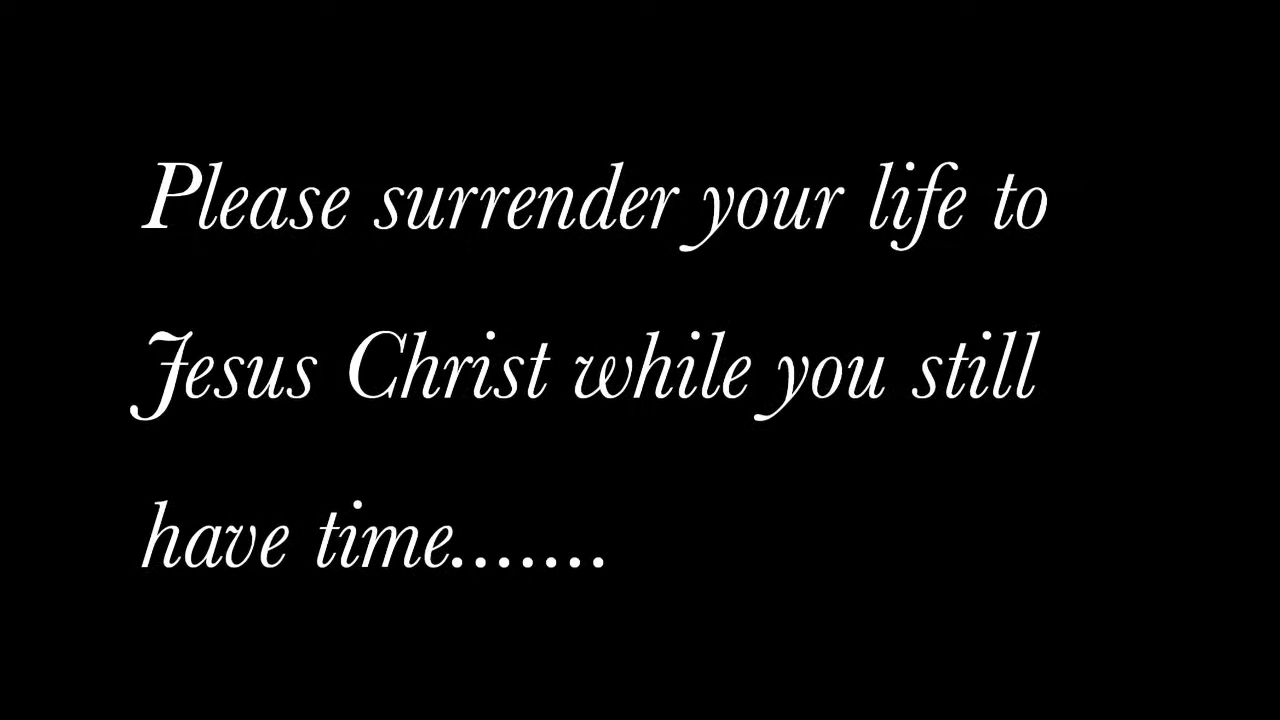 Please surrender your life to
Jesus Christ while you still
have time.......